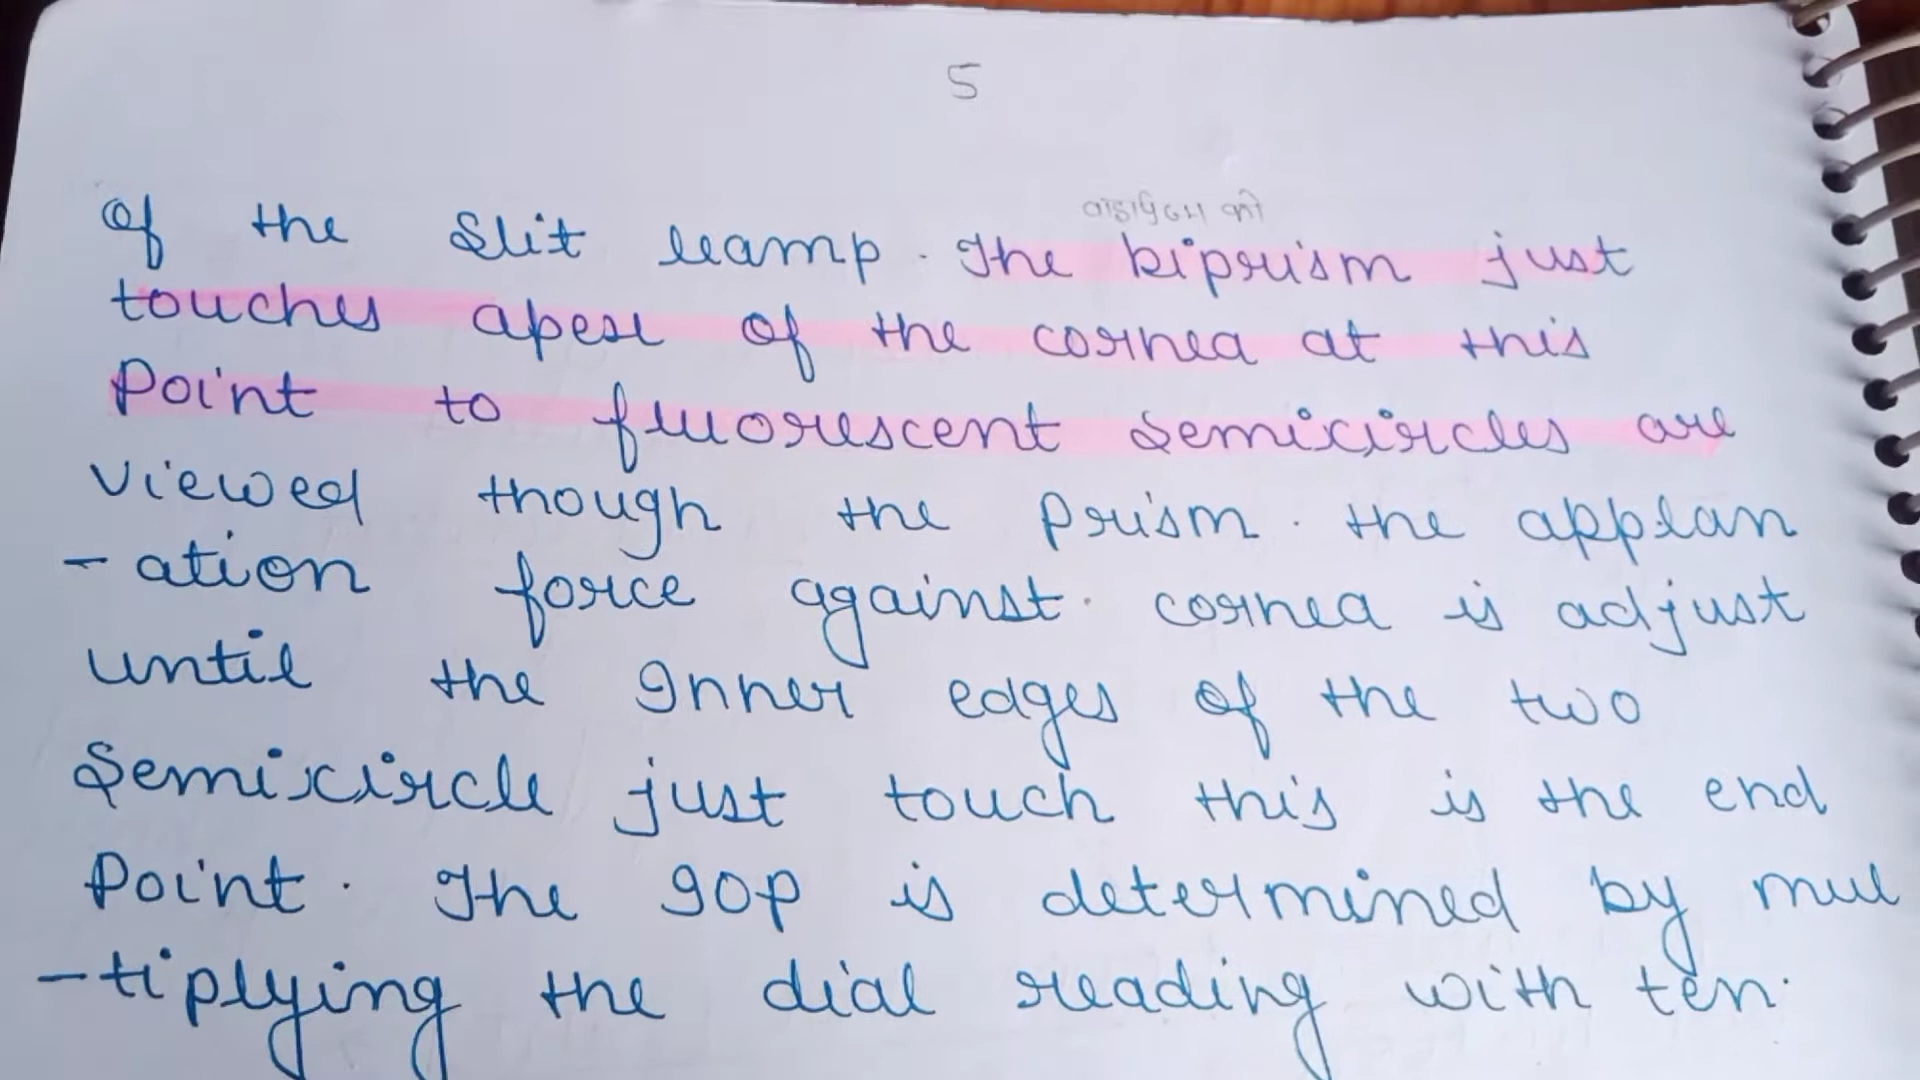 5
बाइप्रिज्म को
of the slit leamp. The biprism just
touches apex of the cornea at this
Point to fluorescent semicircles are
viewed though the prism. the applan
-ation force against. cornea is adjust
until the Inner edges of the two
Semicircle just touch this is the end
Point. The IOP is determined by mul
-tiplying the dial reading with ten.